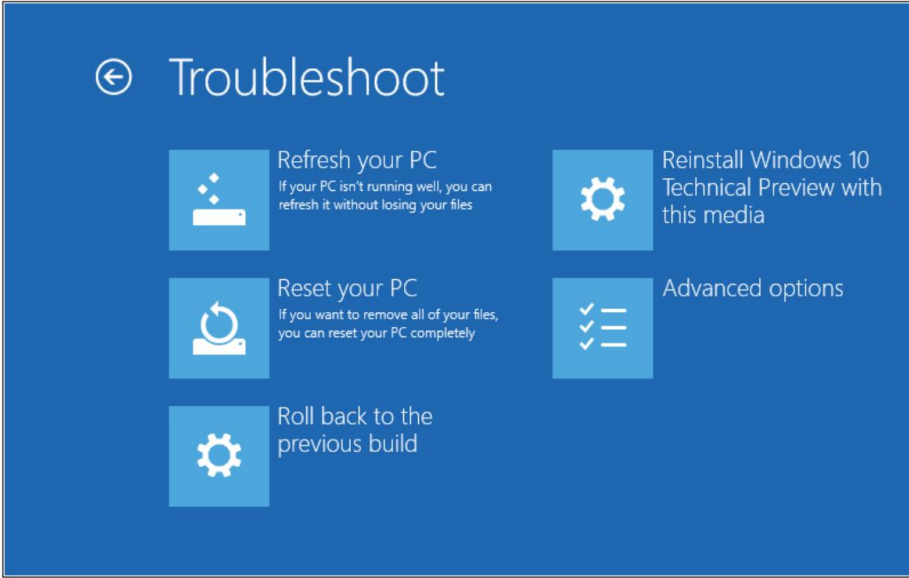 Troubleshoot
Refresh your PC
If your PC isn't running well, you can
refresh it without losing your files
Reset your PC
If you want to remove all of your files,
you can reset your PC completely
Roll back to the
previous build
Reinstall Windows 10
Technical Preview with
this media
Advanced options